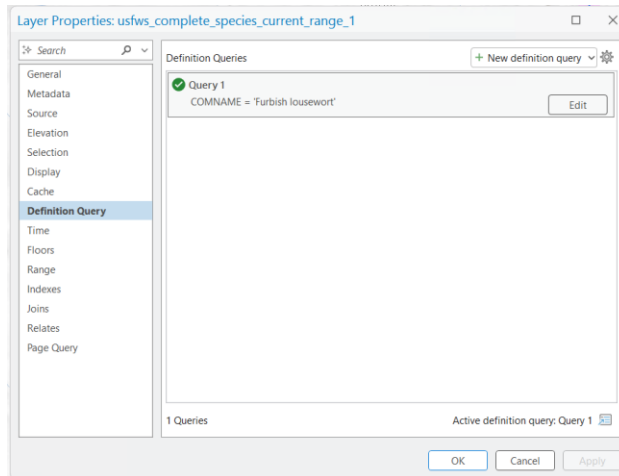 Layer Properties: usfws_complete_species_current_range_1
Search
General
Metadata
Source
Elevation
Selection
Display
Cache
Definition Query
Time
Floors
Range
Indexes
Joins
Relates
Page Query
Definition Queries
+ New definition query
Query 1
COMNAME = 'Furbish lousewort'
Edit
1 Queries
Active definition query: Query 1
OK
Cancel
Apply